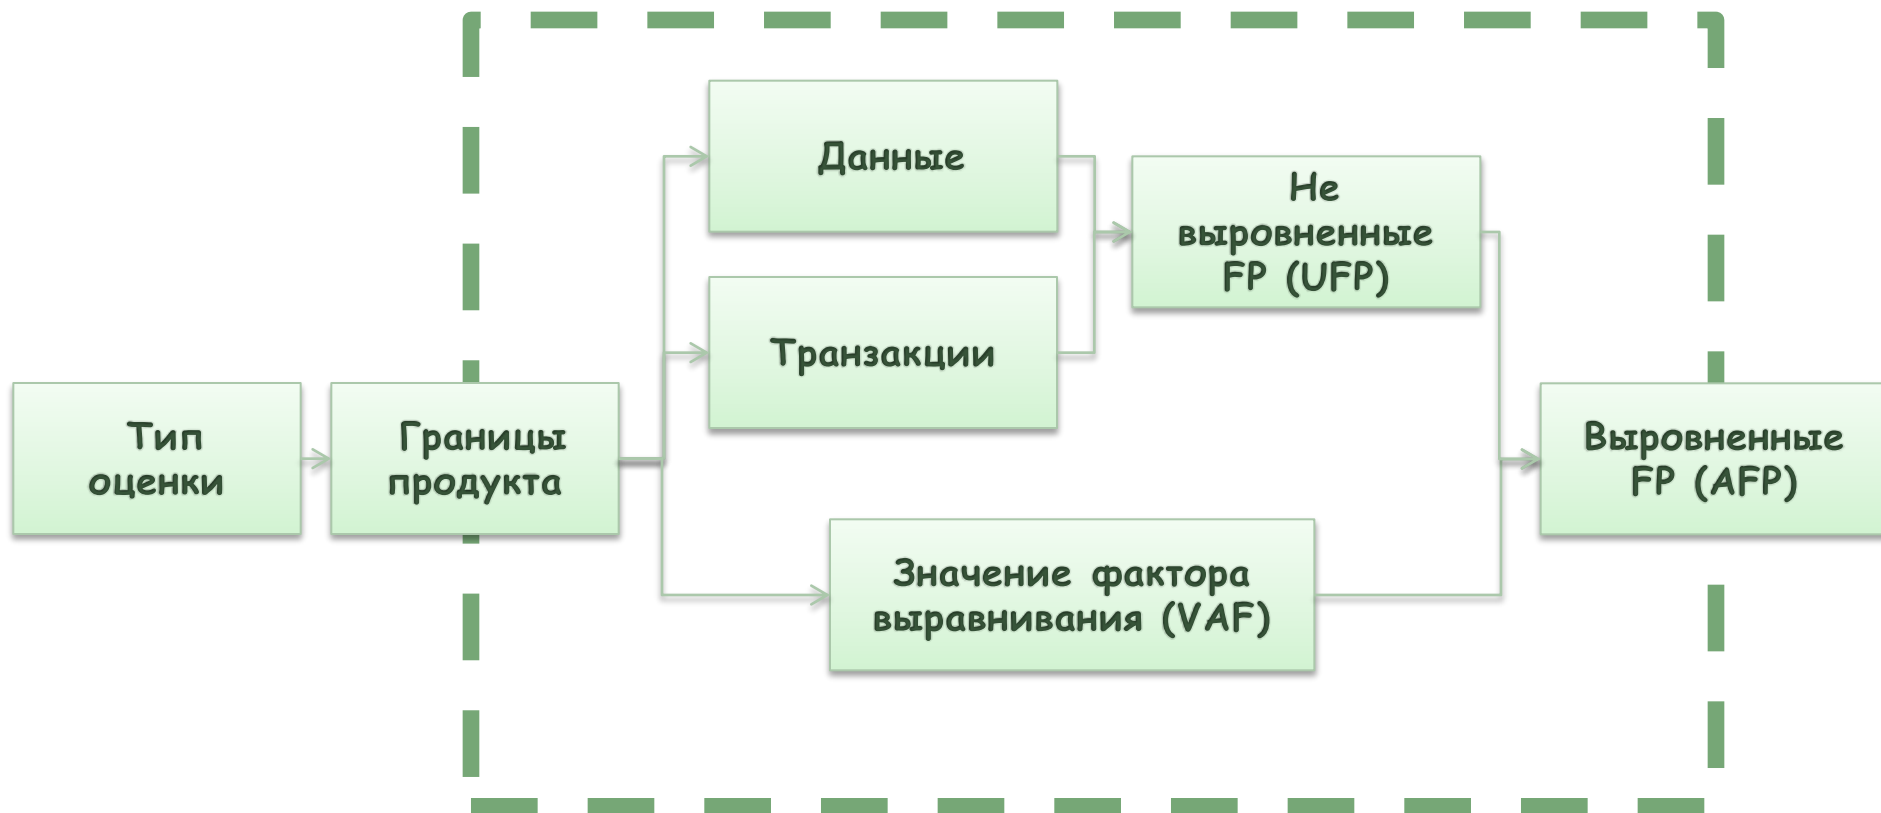 Данные
Не
выровненные
FP (UFP)
Транзакции
Тип
оценки
Границы
продукта
Выровненные
FP (AFP)
Значение фактора
выравнивания (VAF)